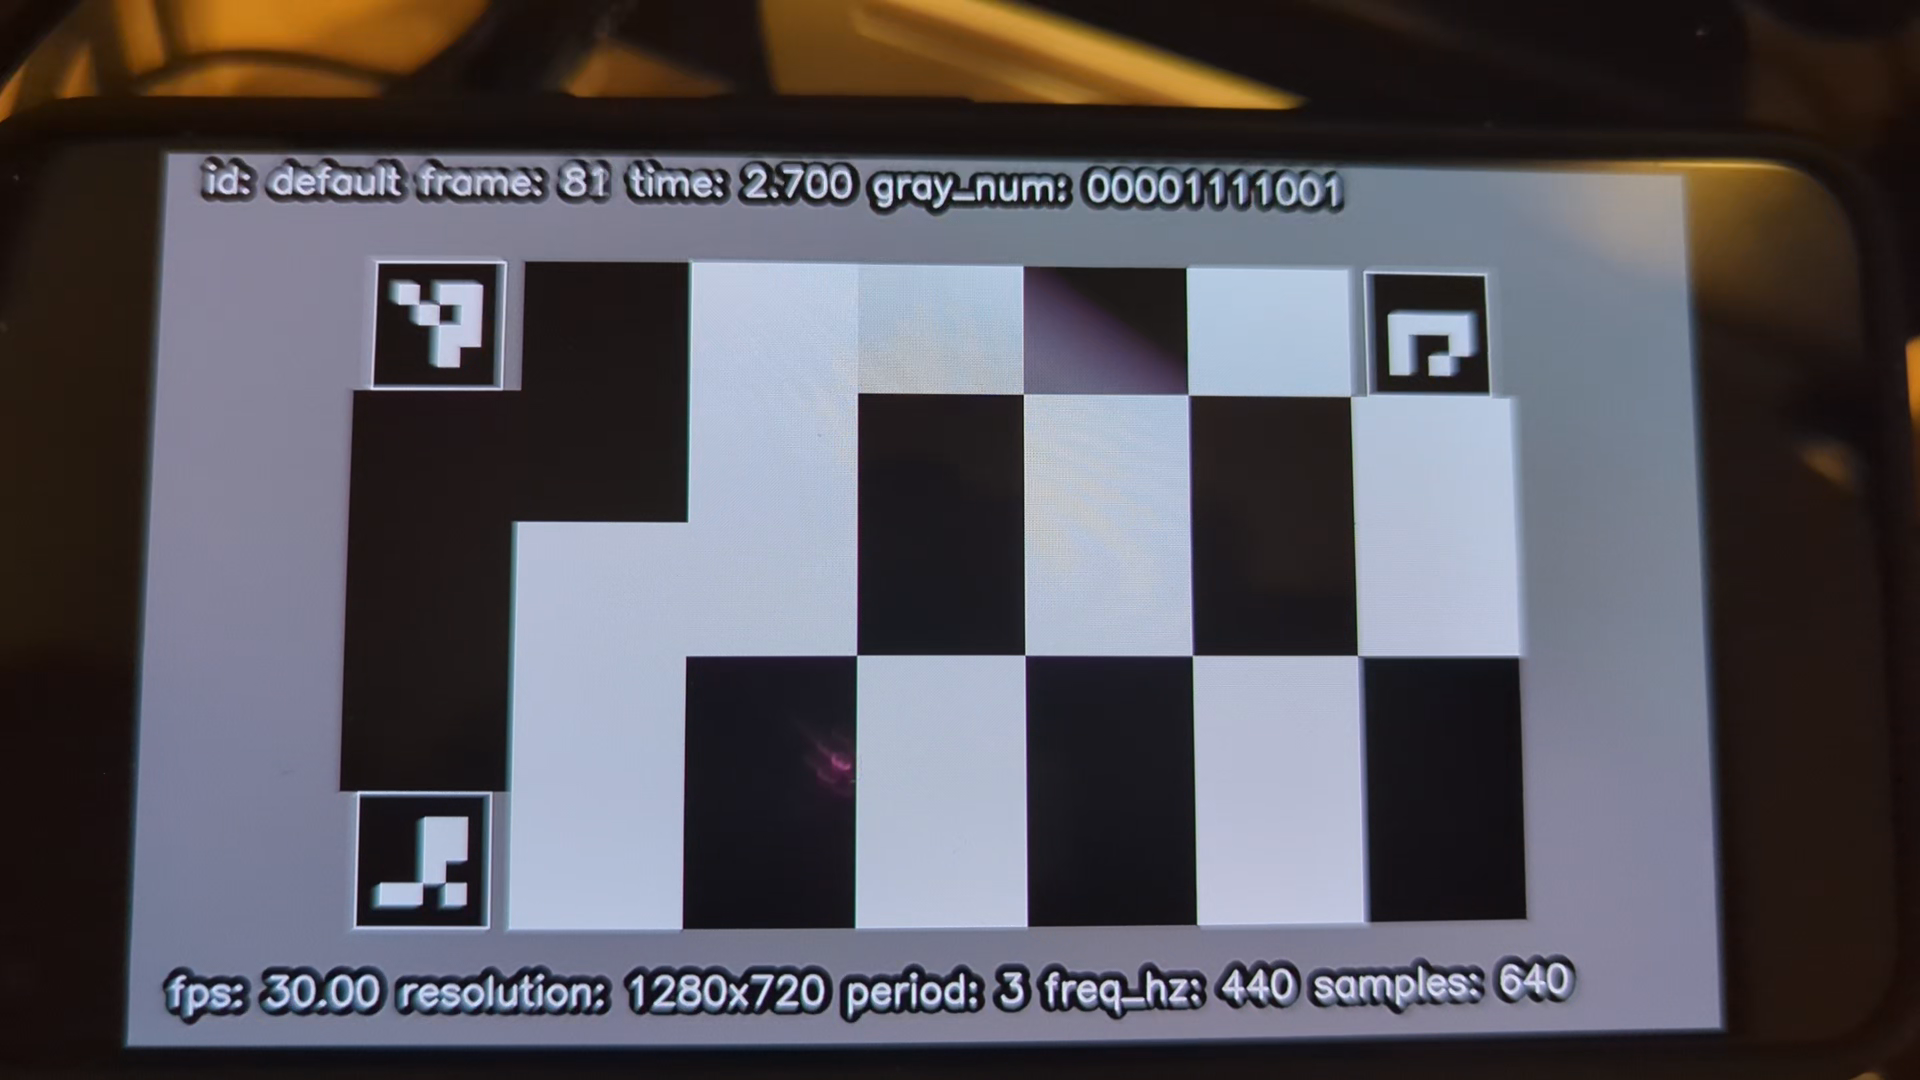 id: default frame: 81 time: 2.700 gray_num: 00001111001
fps: 30.00 resolution: 1280x720 period: 3 freq_hz: 440 samples: 640